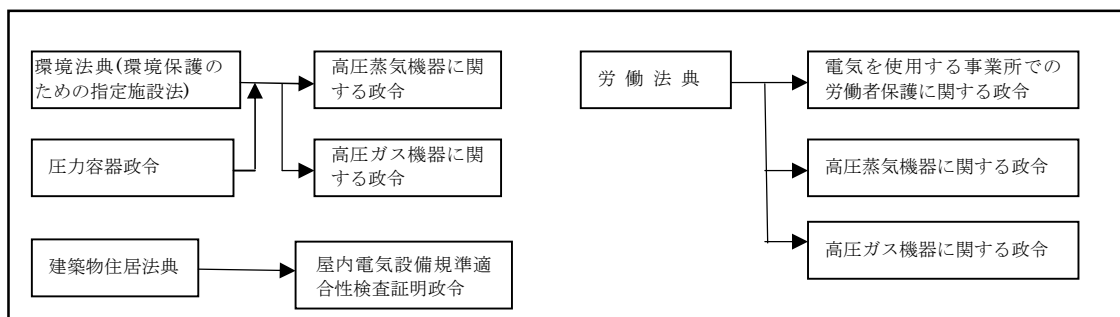 環境法典(環境保護の
ための指定施設法)
高圧蒸気機器に関
する政令
圧力容器政令
高圧ガス機器に関
する政令
建築物住居法典
屋内電気設備規準適
合性検査証明政令
労働法典
電気を使用する事業所での
労働者保護に関する政令
高圧蒸気機器に関する政令
高圧ガス機器に関する政令